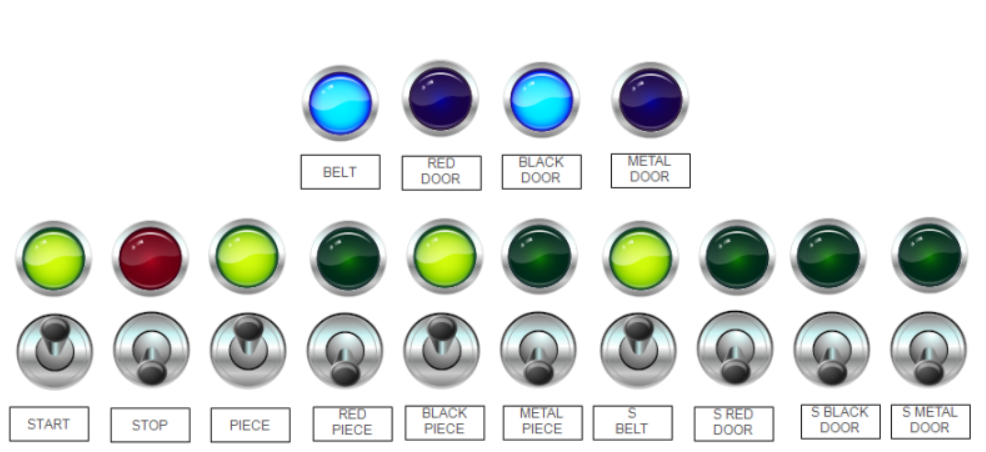 BELT
RED
DOOR
BLACK
DOOR
METAL
DOOR
START
STOP
PIECE
RED
PIECE
BLACK
PIECE
METAL
PIECE
S
BELT
S RED
DOOR
S BLACK
DOOR
S METAL
DOOR